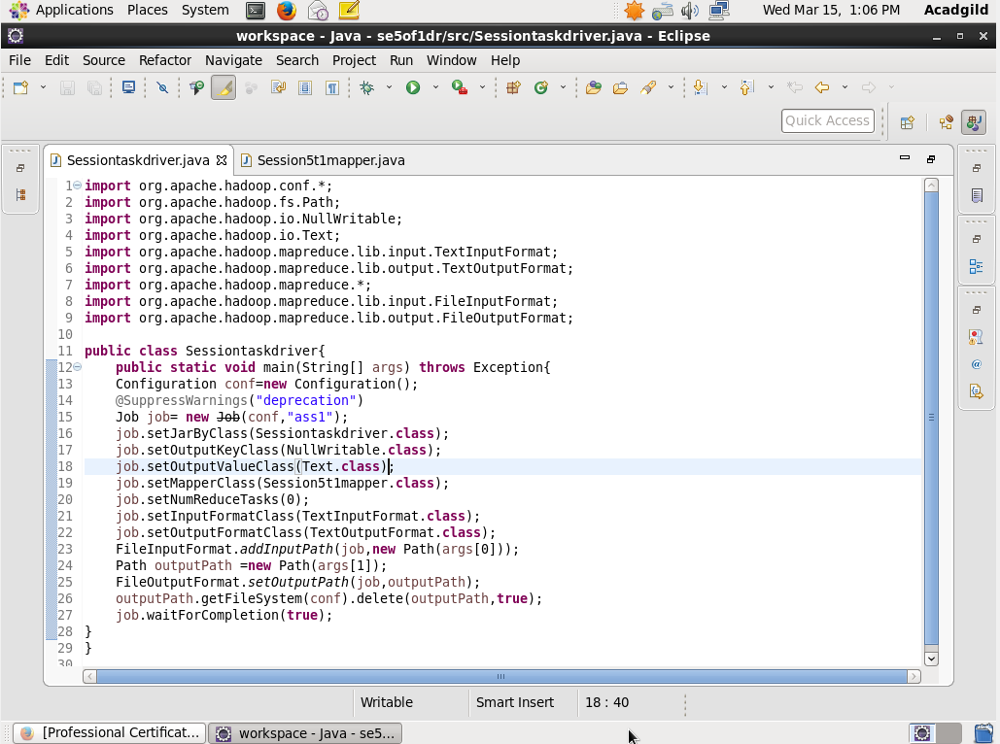 Applications Places System Wed Mar 15, 1:06 PM Acadgild
workspace - Java - se5of1dr/src/Sessiontaskdriver.java - Eclipse
File Edit Source Refactor Navigate Search Project Run Window Help
Quick Access
Sessiontaskdriver.java Session5t1mapper.java
1 import org.apache.hadoop.conf.*;
2 import org.apache.hadoop.fs.Path;
3 import org.apache.hadoop.io.NullWritable;
4 import org.apache.hadoop.io.Text;
5 import org.apache.hadoop.mapreduce.lib.input.TextInputFormat;
6 import org.apache.hadoop.mapreduce.lib.output.TextOutputFormat;
7 import org.apache.hadoop.mapreduce.*;
8 import org.apache.hadoop.mapreduce.lib.input.FileInputFormat;
9 import org.apache.hadoop.mapreduce.lib.output.FileOutputFormat;
10
11 public class Sessiontaskdriver{
12     public static void main(String[] args) throws Exception{
13     Configuration conf=new Configuration();
14     @SuppressWarnings("deprecation")
15     Job job= new Job(conf,"ass1");
16     job.setJarByClass(Sessiontaskdriver.class);
17     job.setOutputKeyClass(NullWritable.class);
18     job.setOutputValueClass(Text.class);
19     job.setMapperClass(Session5t1mapper.class);
20     job.setNumReduceTasks(0);
21     job.setInputFormatClass(TextInputFormat.class);
22     job.setOutputFormatClass(TextOutputFormat.class);
23     FileInputFormat.addInputPath(job,new Path(args[0]));
24     Path outputPath =new Path(args[1]);
25     FileOutputFormat.setOutputPath(job,outputPath);
26     outputPath.getFileSystem(conf).delete(outputPath,true);
27     job.waitForCompletion(true);
28 }
29 }
30
Writable Smart Insert 18 : 40
[Professional Certificat... workspace - Java - se5...